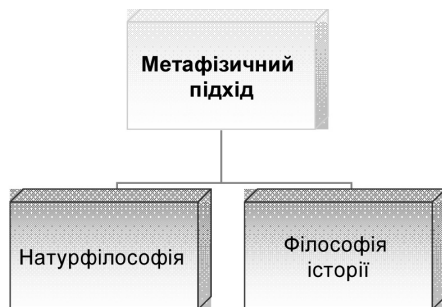 Метафізичний
підхід
Натурфілософія
Філософія
історії